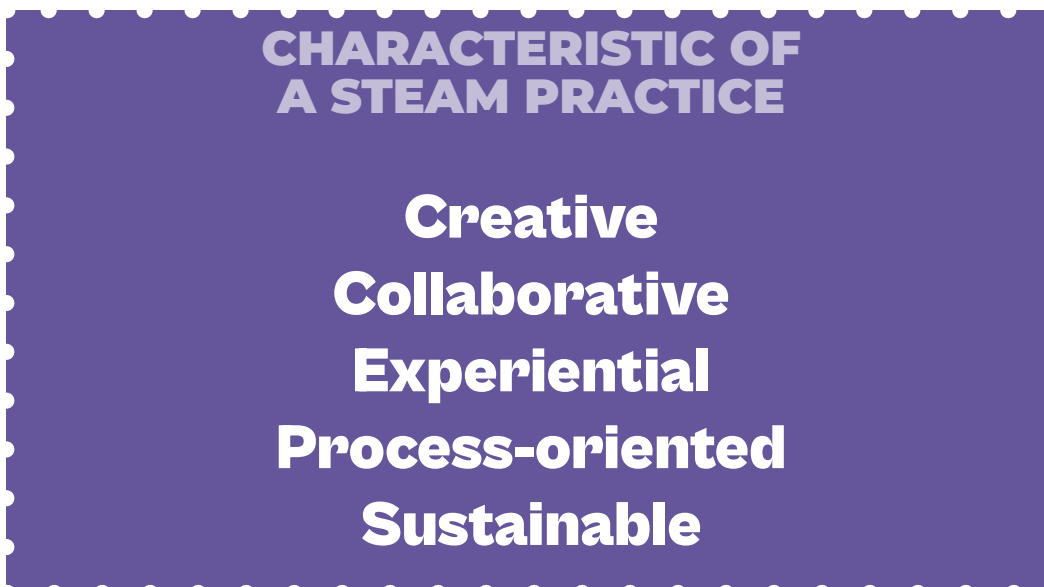 CHARACTERISTIC OF
A STEAM PRACTICE
Creative
Collaborative
Experiential
Process-oriented
Sustainable